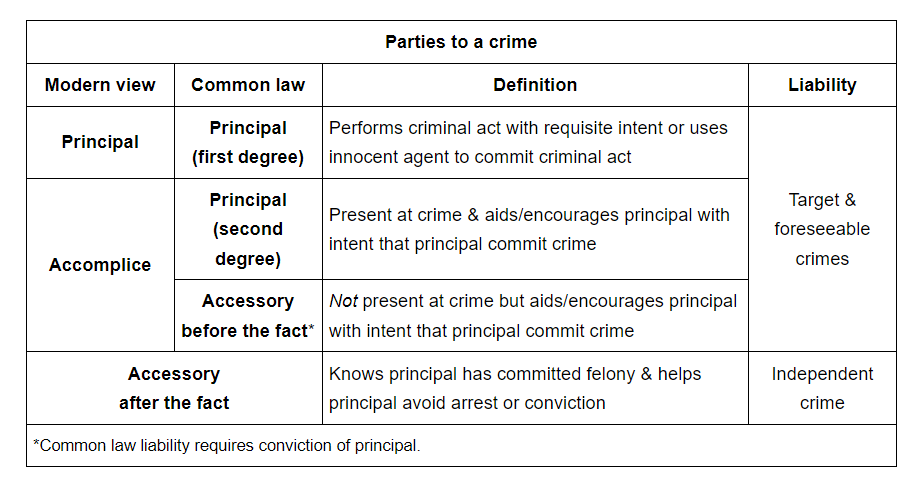 Parties to a crime
Modern view Common law Definition Liability
Principal
Principal
(first degree)
Performs criminal act with requisite intent or uses
innocent agent to commit criminal act
Target &
foreseeable
crimes
Accomplice
Principal
(second
degree)
Present at crime & aids/encourages principal with
intent that principal commit crime
Accessory
before the fact*
Not present at crime but aids/encourages principal
with intent that principal commit crime
Accessory
after the fact
Knows principal has committed felony & helps
principal avoid arrest or conviction
Independent
crime
*Common law liability requires conviction of principal.